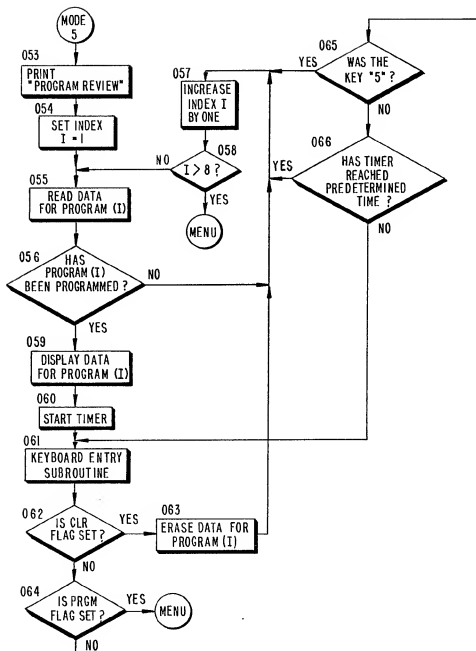 MODE
5
053
PRINT
"PROGRAM REVIEW"
054
SET INDEX
I = 1
055
READ DATA
FOR PROGRAM (I)
056
HAS
PROGRAM (I)
BEEN PROGRAMMED ?
NO
YES
057
INCREASE
INDEX I
BY ONE
058
I > 8 ?
NO
YES
MENU
059
DISPLAY DATA
FOR PROGRAM (I)
060
START TIMER
061
KEYBOARD ENTRY
SUBROUTINE
062
IS CLR
FLAG SET ?
YES
NO
063
ERASE DATA FOR
PROGRAM (I)
064
IS PRGM
FLAG SET ?
YES
MENU
NO
065
WAS THE
KEY "5" ?
YES
NO
066
HAS TIMER
REACHED
PREDETERMINED
TIME ?
YES
NO